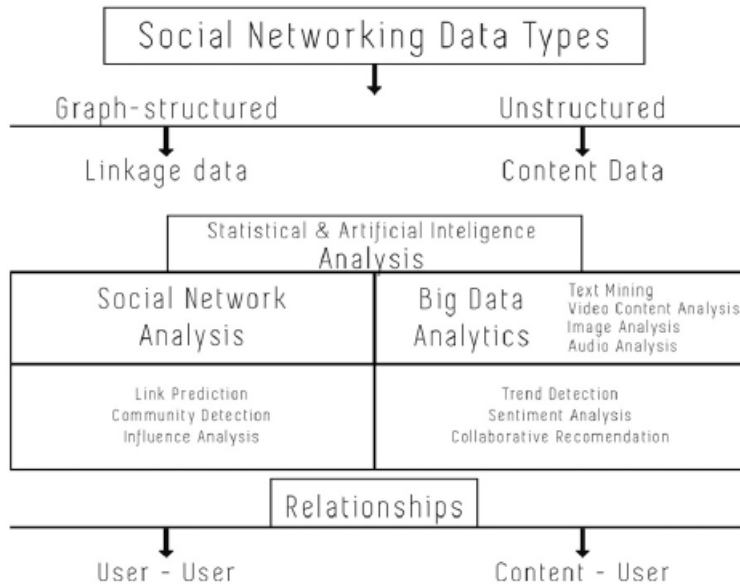 Social Networking Data Types
Graph-structured
Unstructured
Linkage data
Content Data
Statistical & Artificial Inteligence
Analysis
Social Network
Analysis
Big Data
Analytics
Text Mining
Video Content Analysis
Image Analysis
Audio Analysis
Link Prediction
Community Detection
Influence Analysis
Trend Detection
Sentiment Analysis
Collaborative Recomendation
Relationships
User - User
Content - User